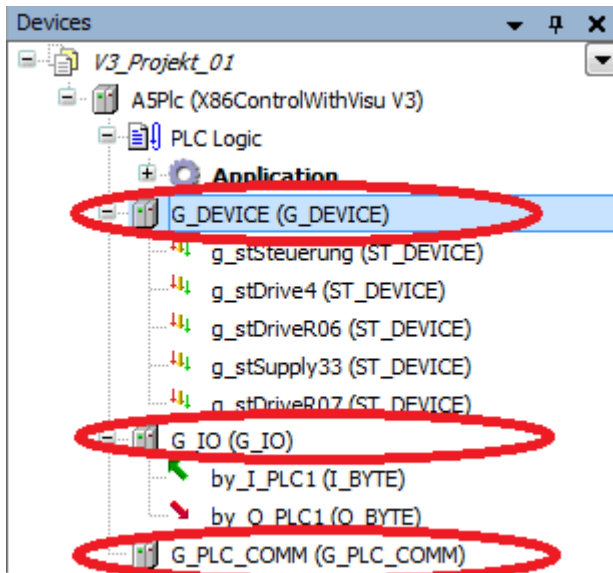 Devices
V3_Projekt_01
A5Plc (X86ControlWithVisu V3)
PLC Logic
Application
G_DEVICE (G_DEVICE)
g_stSteuerung (ST_DEVICE)
g_stDrive4 (ST_DEVICE)
g_stDriveR06 (ST_DEVICE)
g_stSupply33 (ST_DEVICE)
g_stDriveR07 (ST_DEVICE)
G_IO (G_IO)
by_I_PLC1 (I_BYTE)
by_O_PLC1 (O_BYTE)
G_PLC_COMM (G_PLC_COMM)